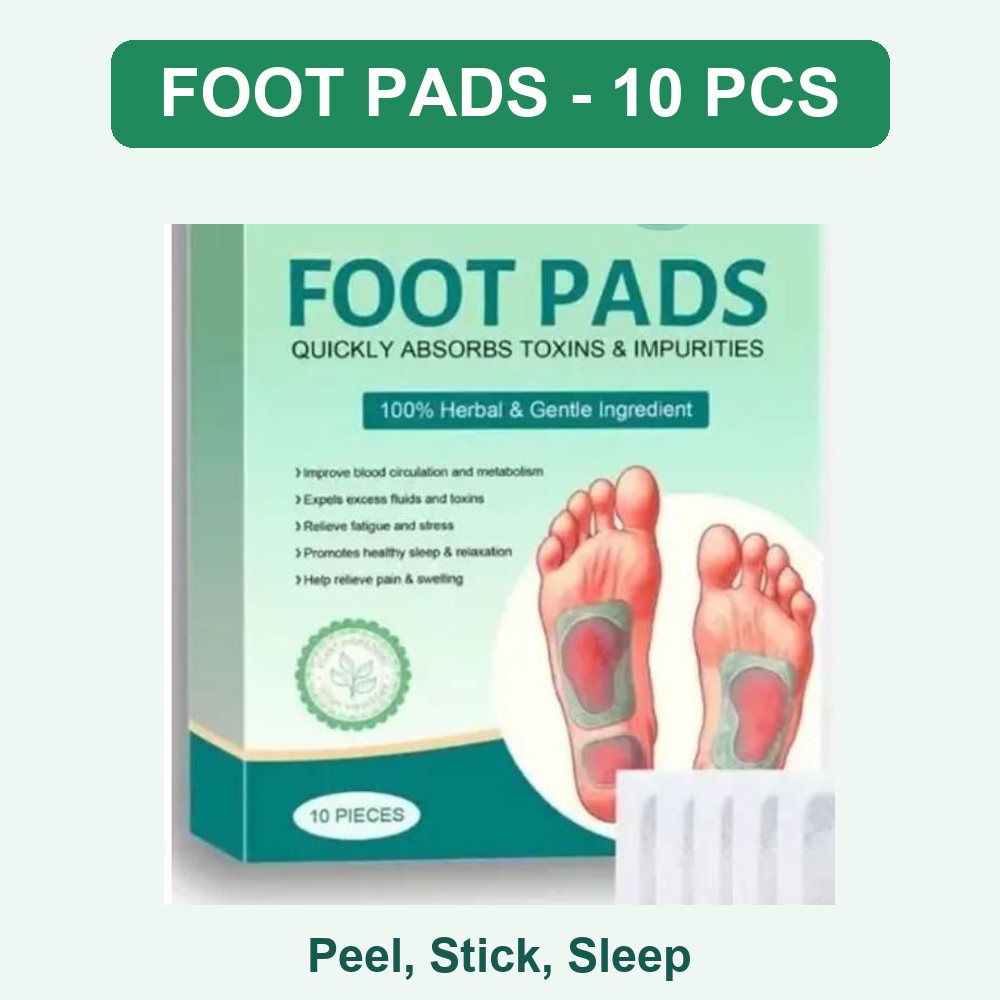 FOOT PADS - 10 PCS
FOOT PADS
QUICKLY ABSORBS TOXINS & IMPURITIES
100% Herbal & Gentle Ingredient
Improve blood circulation and metabolism
Expels excess fluids and toxins
Relieve fatigue and stress
Promotes healthy sleep & relaxation
Help relieve pain & swelling
10 PIECES
Peel, Stick, Sleep